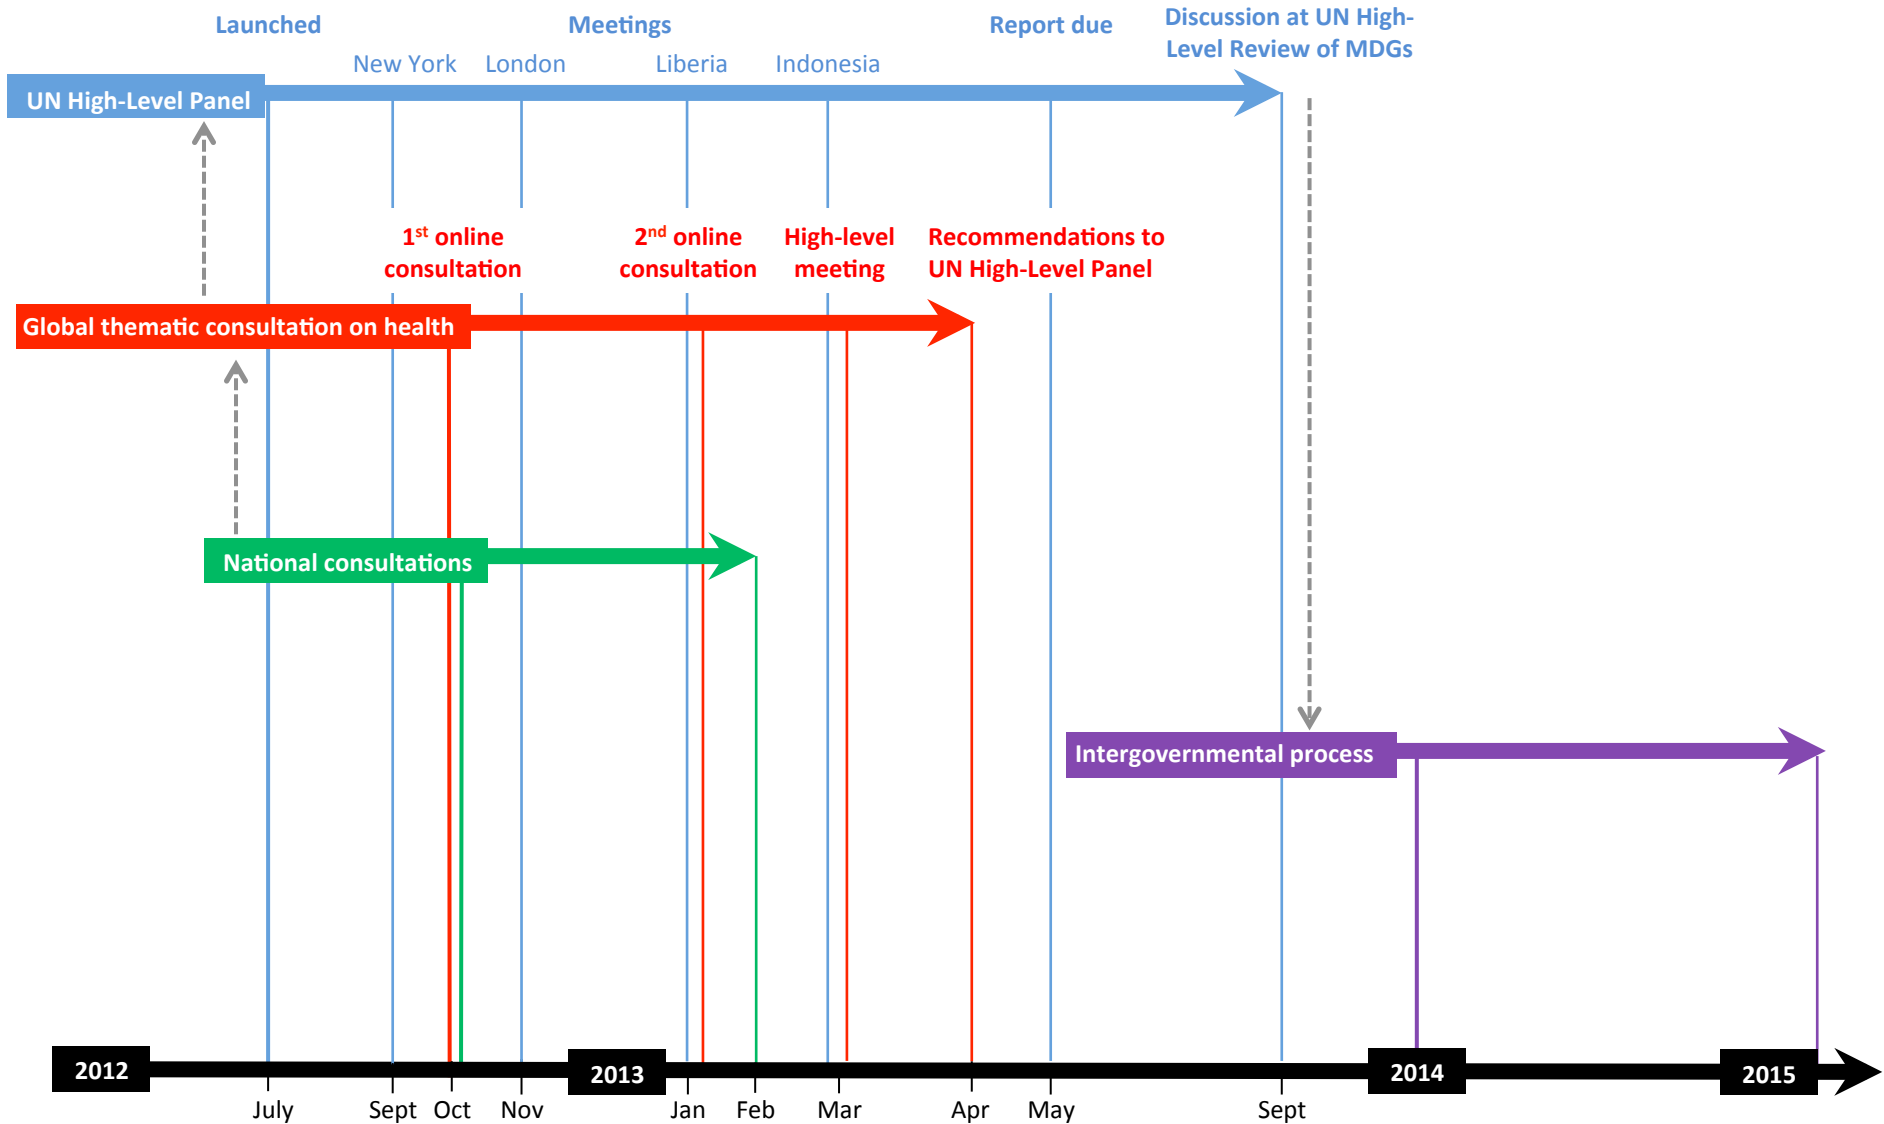 Launched
Meetings
Report due
Discussion at UN High-
Level Review of MDGs
New York
London
Liberia
Indonesia
UN High-Level Panel
1st online
consultation
2nd online
consultation
High-level
meeting
Recommendations to
UN High-Level Panel
Global thematic consultation on health
National consultations
Intergovernmental process
2012
2013
2014
2015
July
Sept
Oct
Nov
Jan
Feb
Mar
Apr
May
Sept